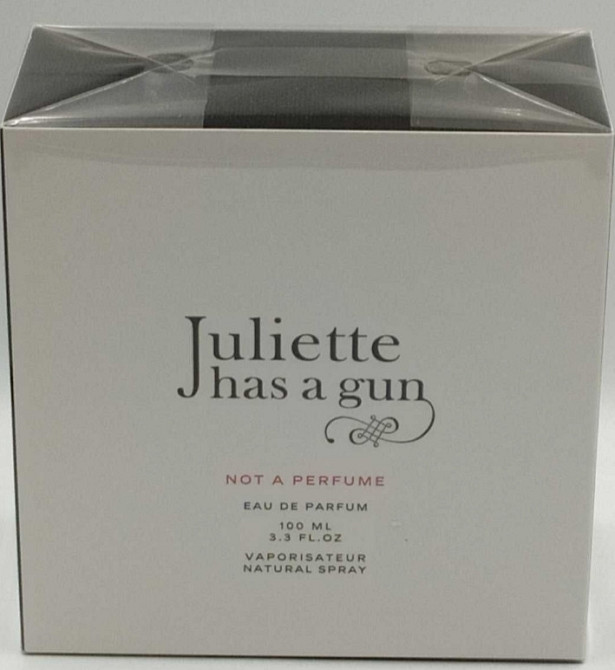 Juliette
has a gun
NOT A PERFUME
EAU DE PARFUM
100 ML
3.3 FL.OZ
VAPORISATEUR
NATURAL SPRAY